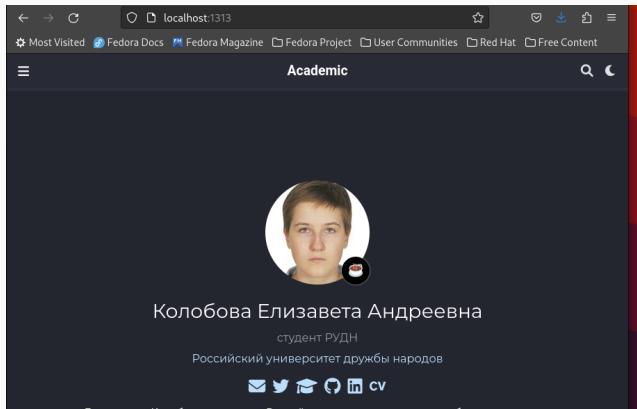 localhost:1313
Most Visited Fedora Docs Fedora Magazine Fedora Project User Communities Red Hat Free Content
Academic
Колобова Елизавета Андреевна
студент РУДН
Российский университет дружбы народов
CV